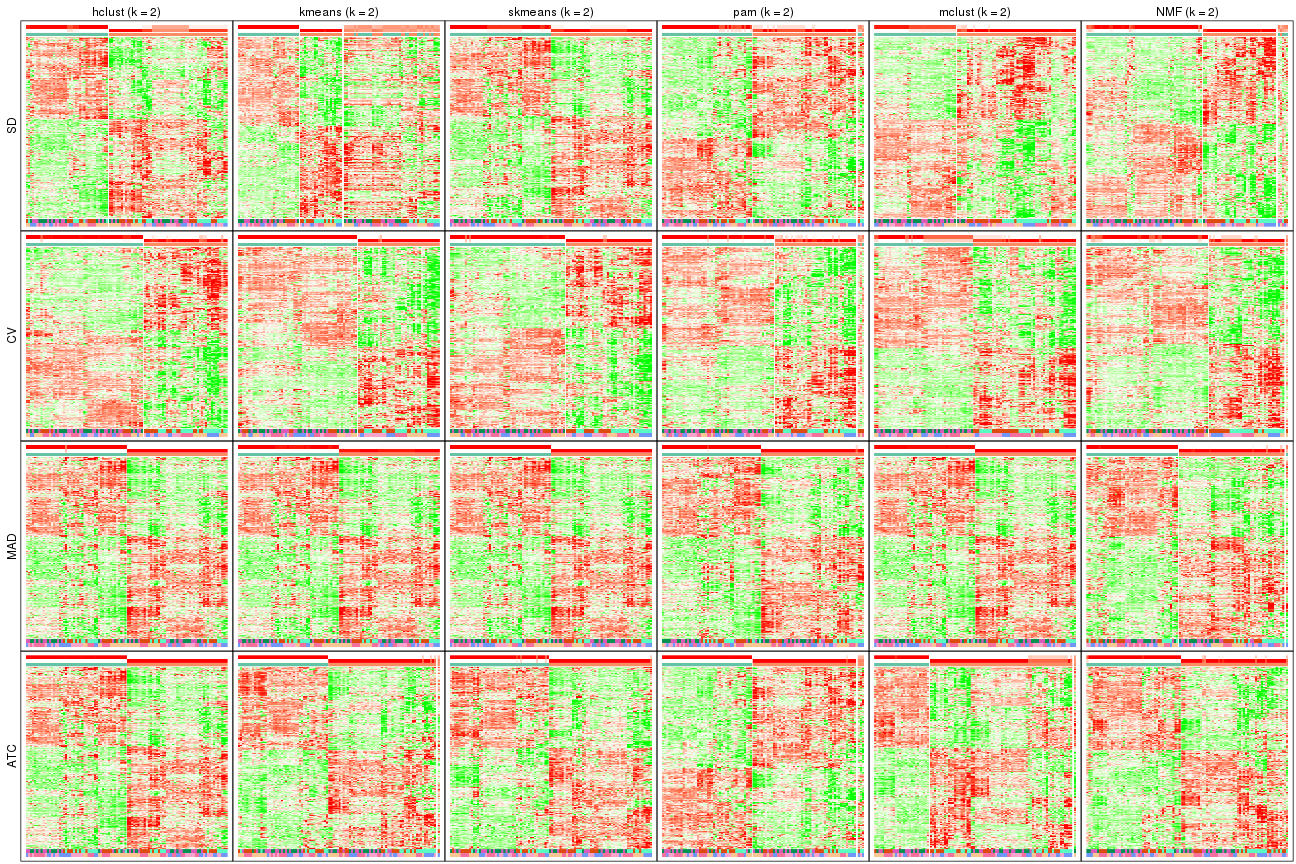 hclust (k = 2) kmeans (k = 2) skmeans (k = 2) pam (k = 2) mclust (k = 2) NMF (k = 2)
SD
CV
MAD
ATC